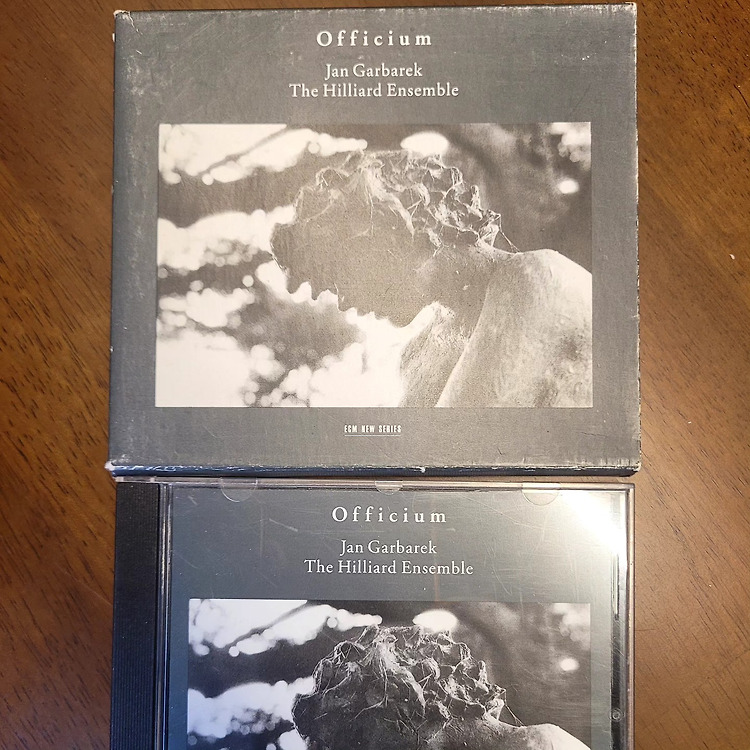 Officium
Jan Garbarek
The Hilliard Ensemble
ECM NEW SERIES
Officium
Jan Garbarek
The Hilliard Ensemble